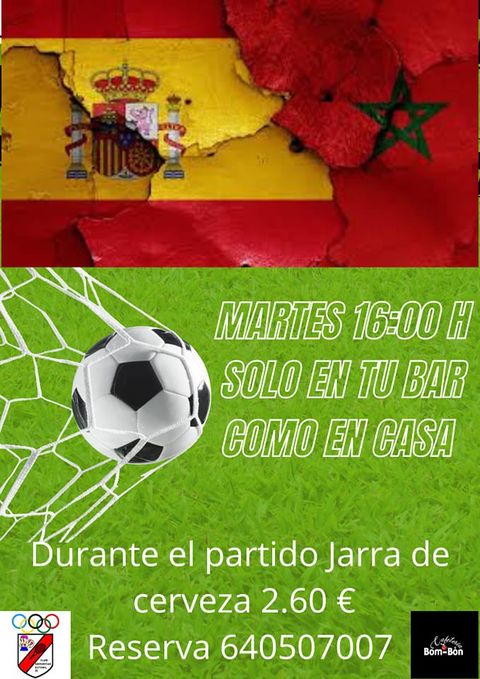 MARTES 16:00 H
SOLO EN TU BAR
COMO EN CASA
Durante el partido Jarra de
cerveza 2.60 €
Reserva 640507007
Cafetería
Bom-Bon